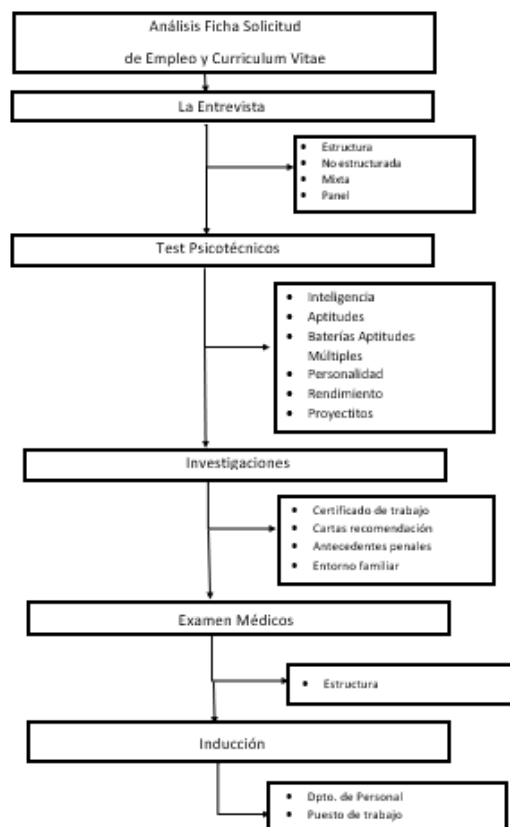 Análisis Ficha Solicitud
de Empleo y Curriculum Vitae
La Entrevista
• Estructura
• No estructurada
• Mixta
• Panel
Test Psicotécnicos
• Inteligencia
• Aptitudes
• Baterías Aptitudes
Múltiples
• Personalidad
• Rendimiento
• Proyectitos
Investigaciones
• Certificado de trabajo
• Cartas recomendación
• Antecedentes penales
• Entorno familiar
Examen Médicos
• Estructura
Inducción
• Dpto. de Personal
• Puesto de trabajo